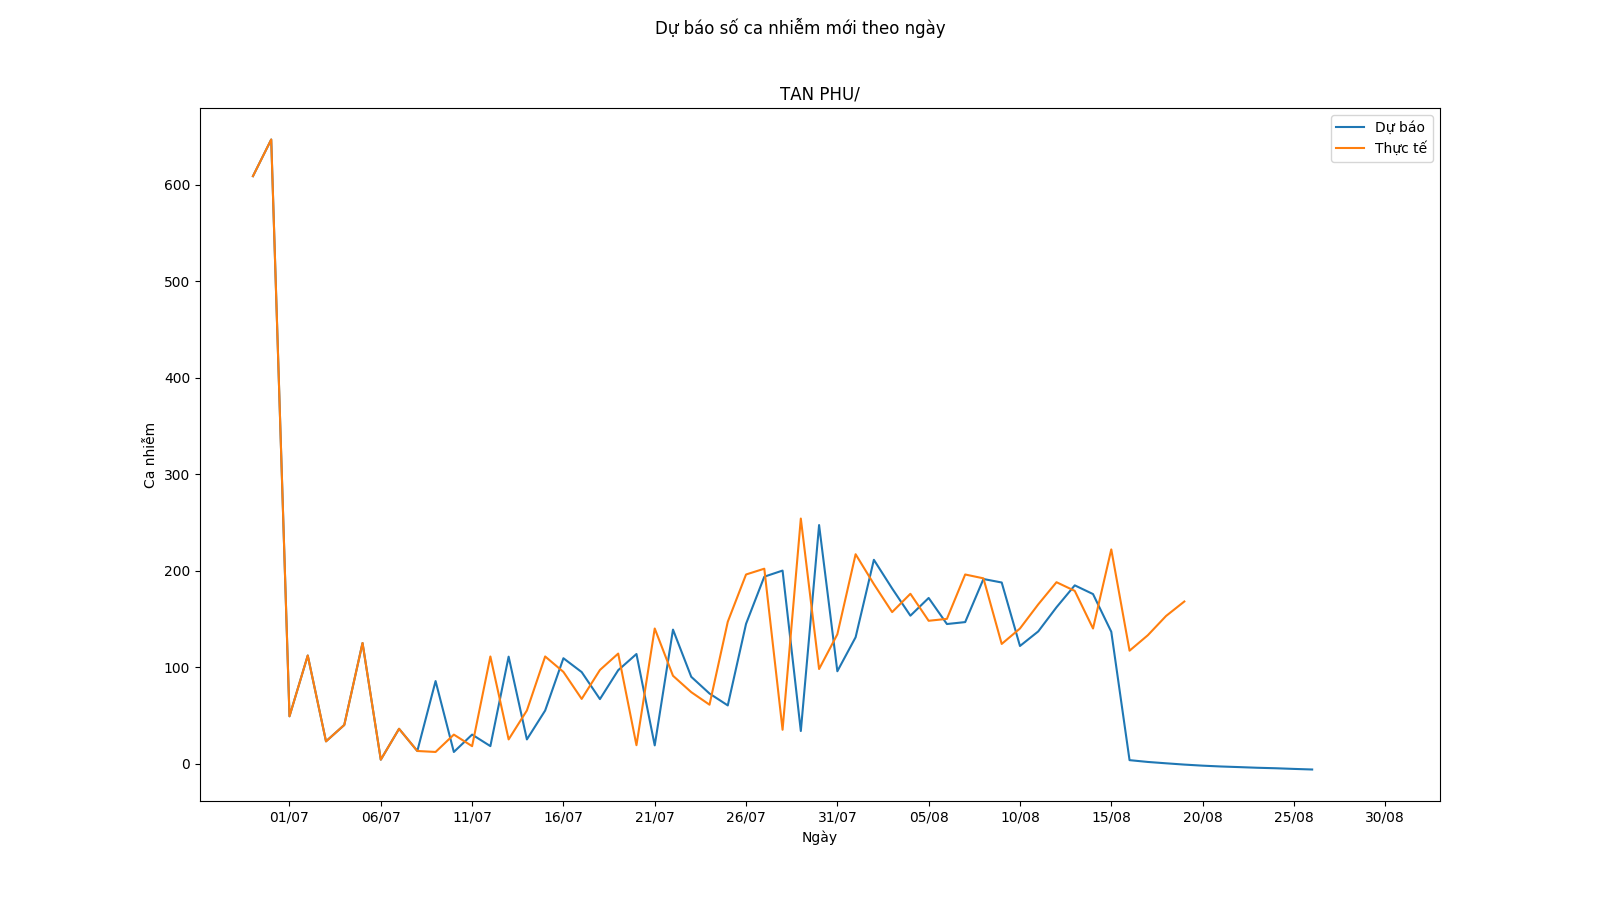 Dự báo số ca nhiễm mới theo ngày
TAN PHU/
Dự báo
Thực tế
Ca nhiễm
600
500
400
300
200
100
0
01/07 06/07 11/07 16/07 21/07 26/07 31/07 05/08 10/08 15/08 20/08 25/08 30/08
Ngày